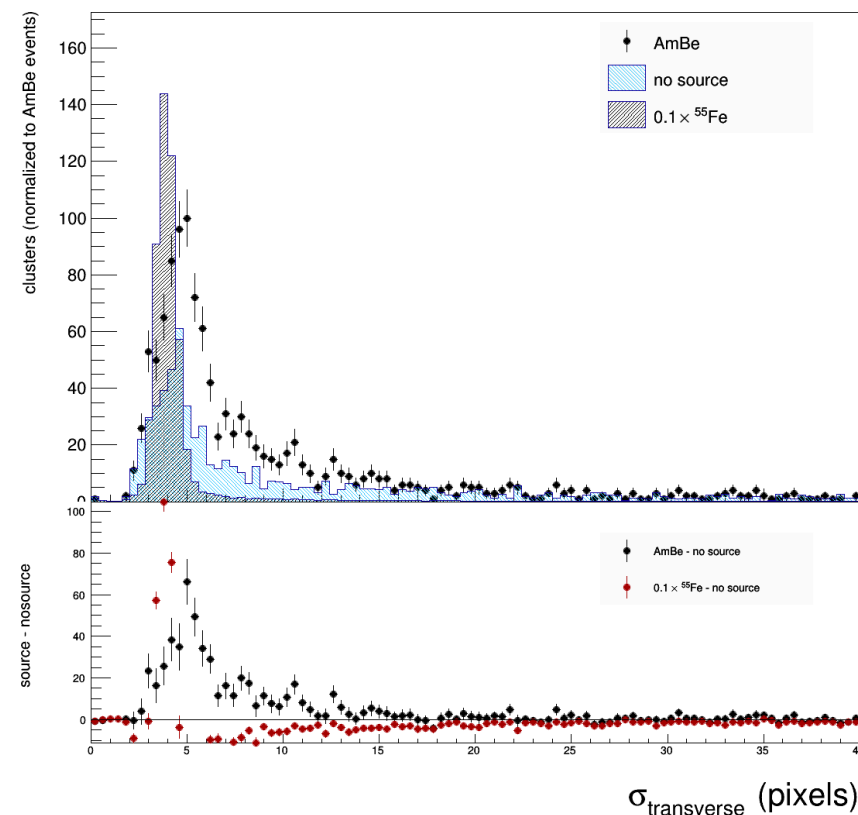 clusters (normalized to AmBe events)
160
140
120
100
80
60
40
20
0
AmBe
no source
0.1× ⁵⁵Fe
source - nosource
100
80
60
40
20
0
AmBe - no source
0.1 × ⁵⁵Fe - no source
0 5 10 15 20 25 30 35 40
σtransverse (pixels)